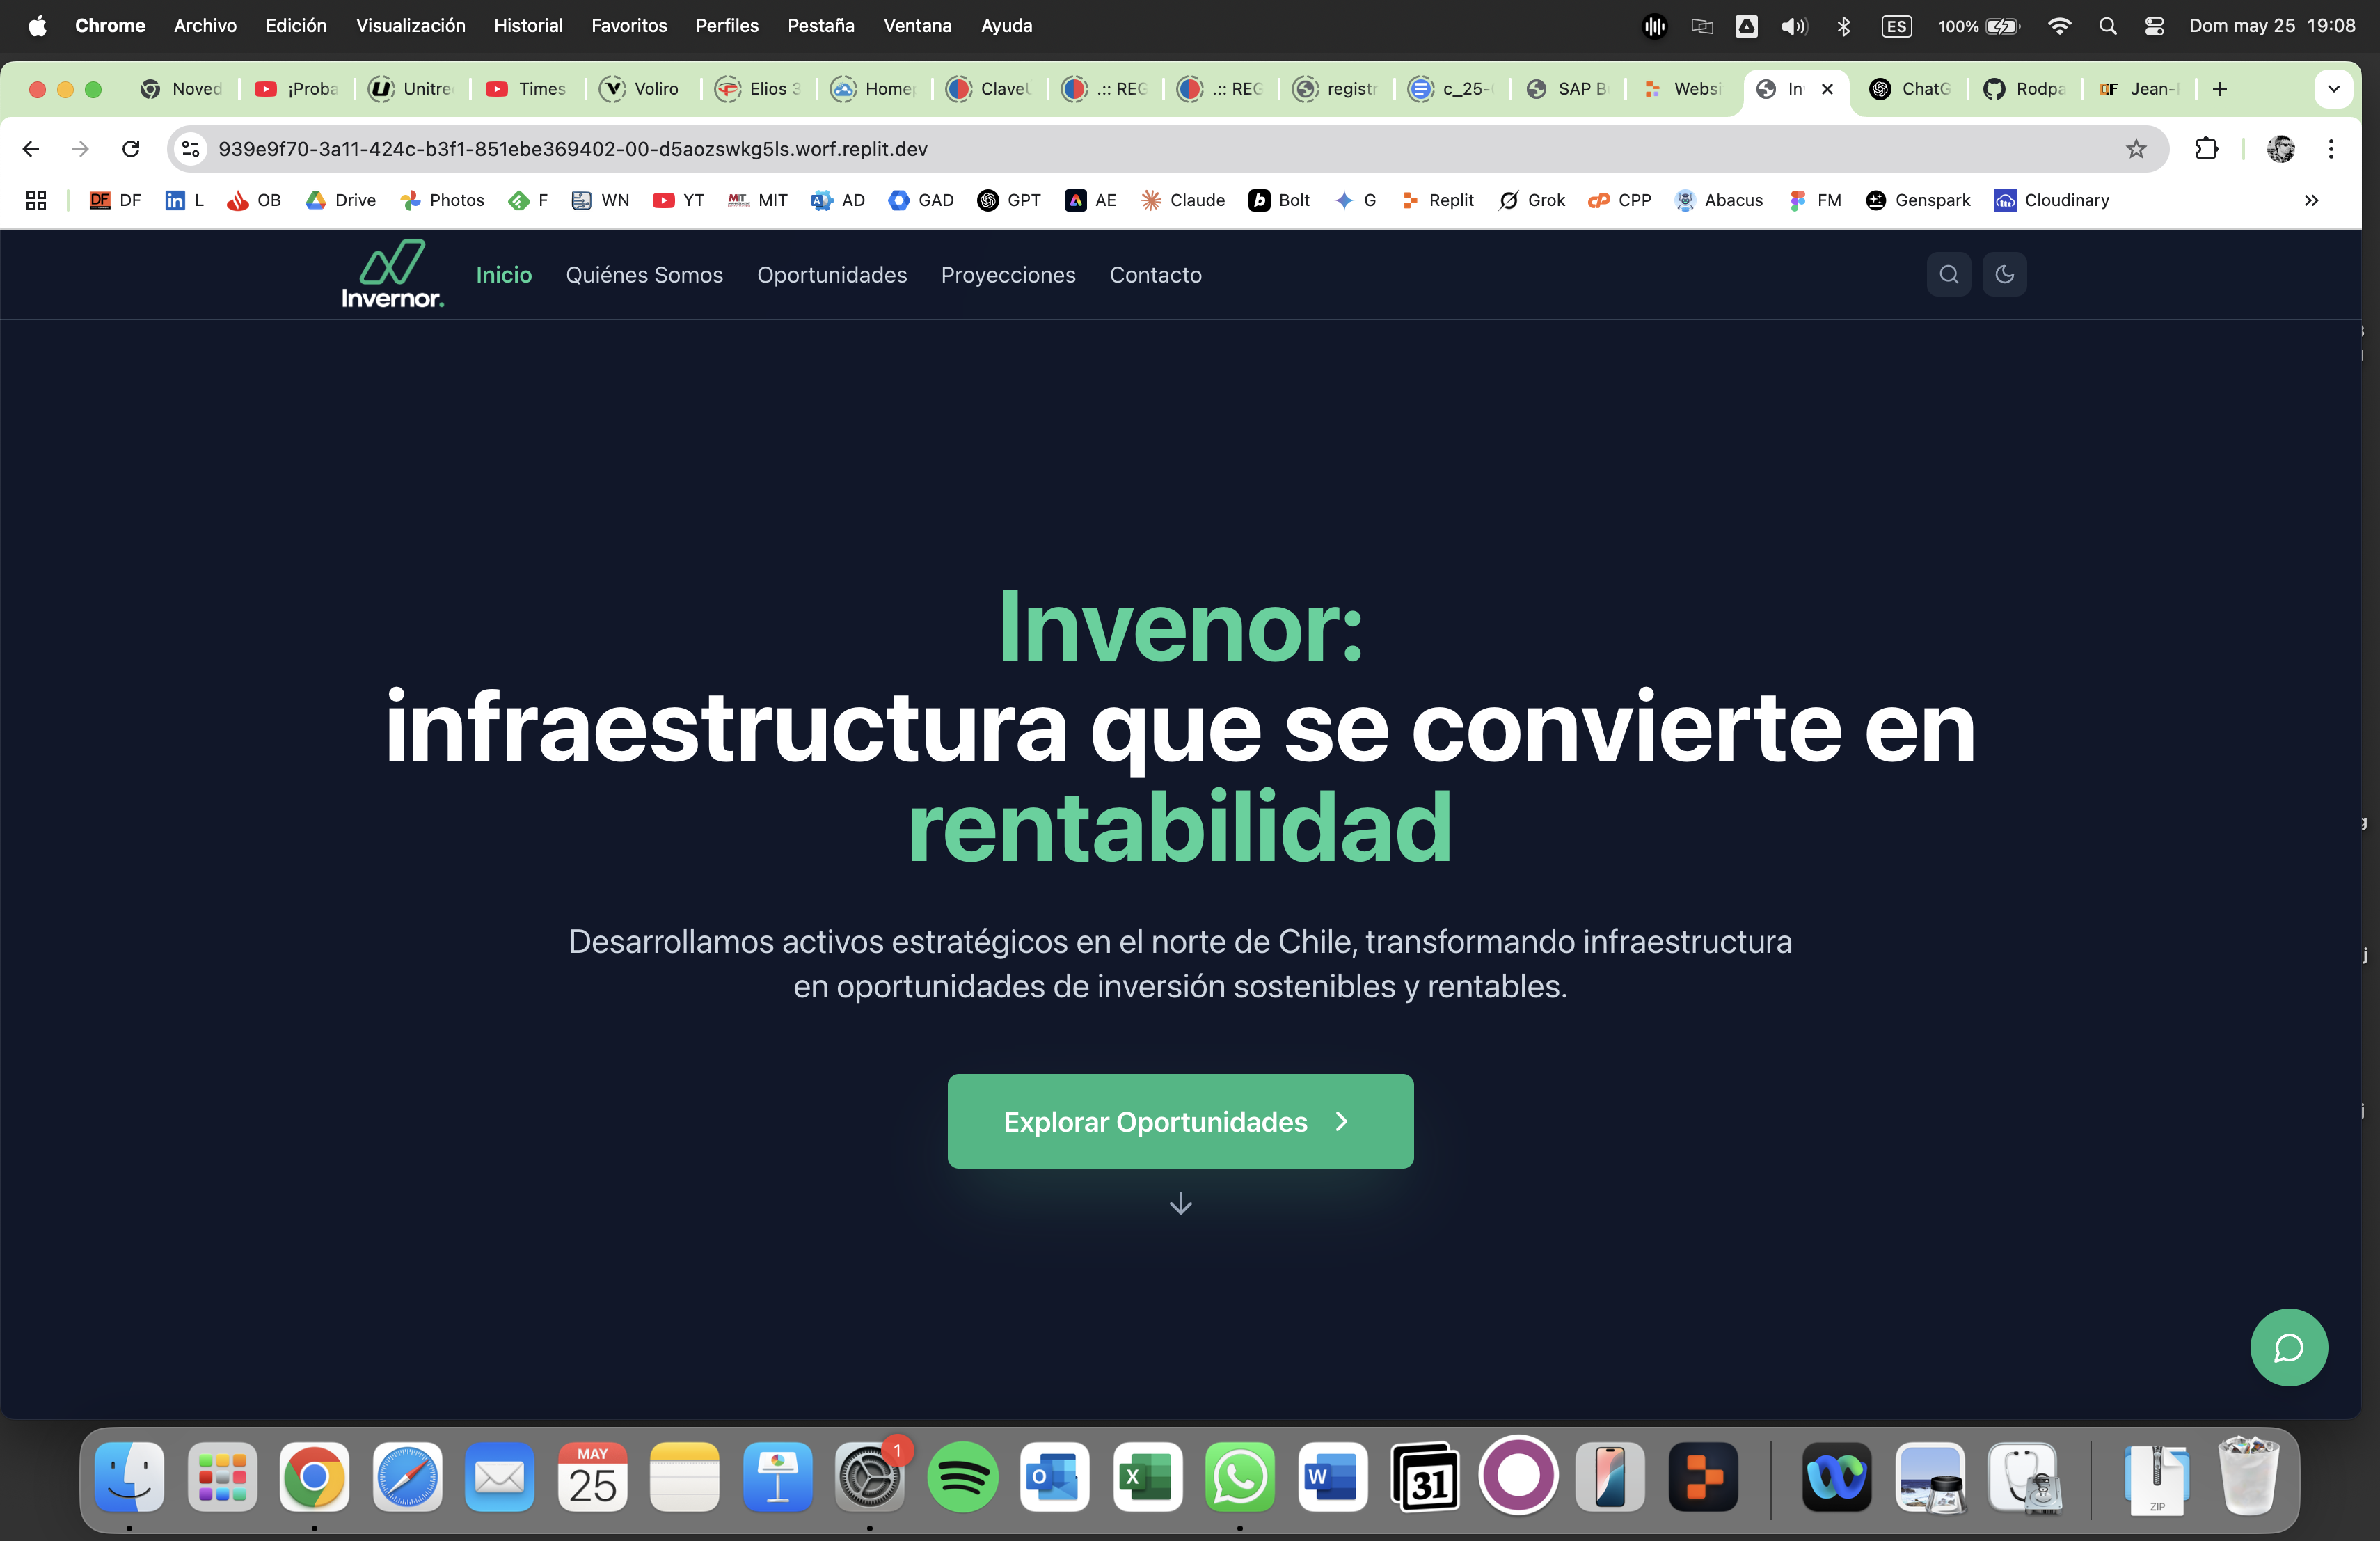 Chrome Archivo Edición Visualización Historial Favoritos Perfiles Pestaña Ventana Ayuda ES 100% Dom may 25 19:08
Noved ¡Proba Unitre Times Voliro Elios 3 Home ClaveU .:: REG .:: REG registr c_25- SAP B Websi In ChatG Rodpa Jean-
939e9f70-3a11-424c-b3f1-851ebe369402-00-d5aozswkg5ls.worf.replit.dev
DF DF L OB Drive Photos F WN YT MIT MIT AD GAD GPT AE Claude Bolt G Replit Grok CPP Abacus FM Genspark Cloudinary
Invernor.
Inicio Quiénes Somos Oportunidades Proyecciones Contacto
Invenor:
infraestructura que se convierte en
rentabilidad
Desarrollamos activos estratégicos en el norte de Chile, transformando infraestructura
en oportunidades de inversión sostenibles y rentables.
Explorar Oportunidades
MAY
25
1
31
ZIP